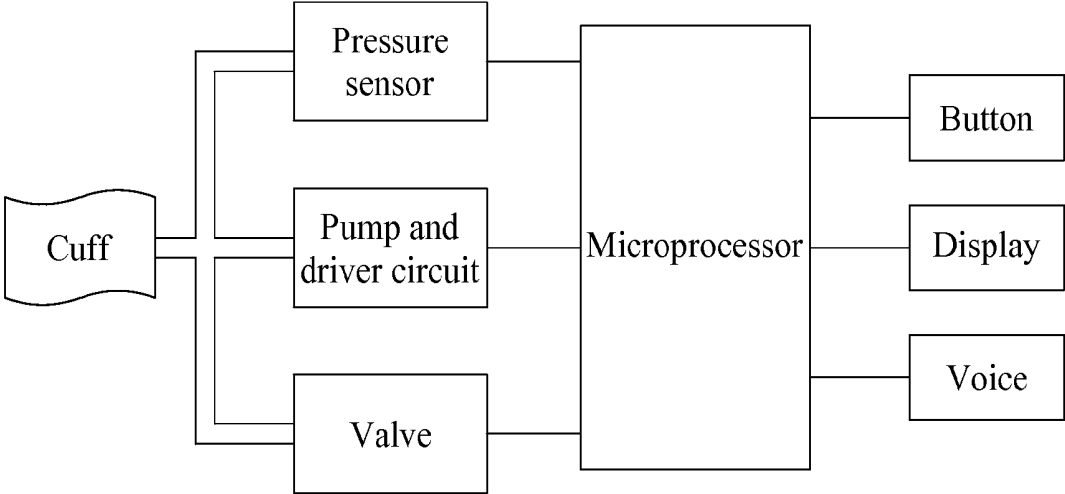 Pressure
sensor
Button
Cuff
Pump and
driver circuit
Microprocessor
Display
Valve
Voice